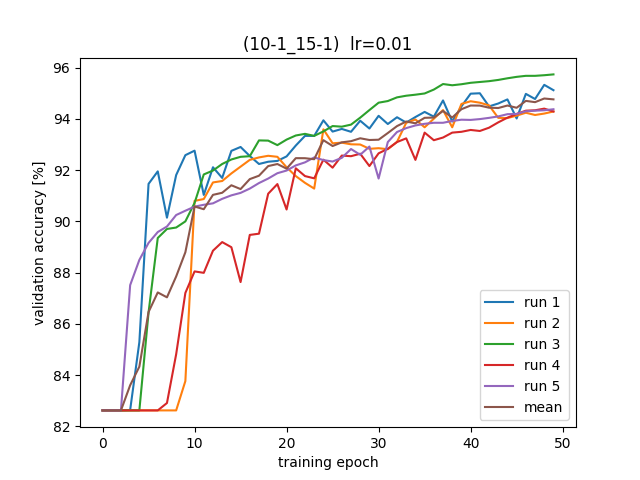 (10-1_15-1)  lr=0.01
validation accuracy [%]
96
94
92
90
88
86
84
82
0
10
20
30
40
50
training epoch
run 1
run 2
run 3
run 4
run 5
mean